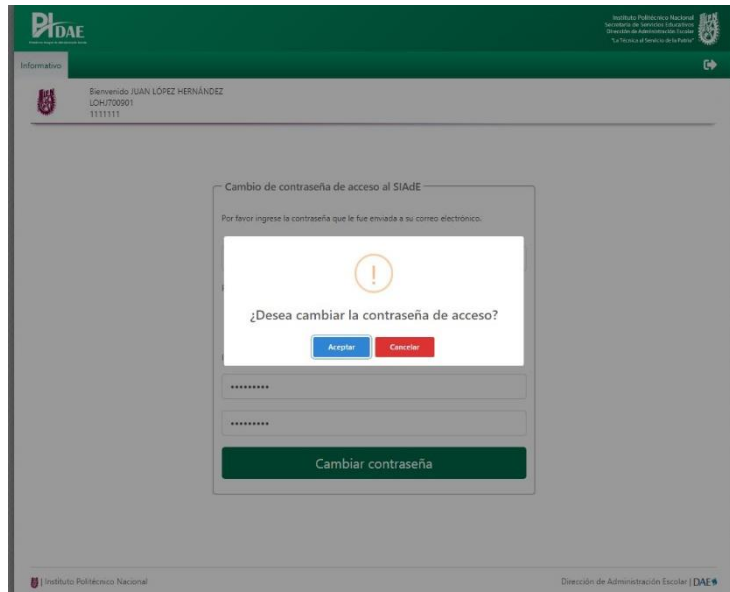 PIDAE
Instituto Politécnico Nacional
Secretaría de Servicios Educativos
Dirección de Administración Escolar
"La Técnica al Servicio de la Patria"
Informativo
Bienvenido JUAN LÓPEZ HERNÁNDEZ
LOHJ700901
1111111
Cambio de contraseña de acceso al SIAdE
Por favor ingrese la contraseña que le fue enviada a su correo electrónico.
¿Desea cambiar la contraseña de acceso?
Aceptar Cancelar
•••••••••
•••••••••
Cambiar contraseña
| Instituto Politécnico Nacional
Dirección de Administración Escolar | DAE